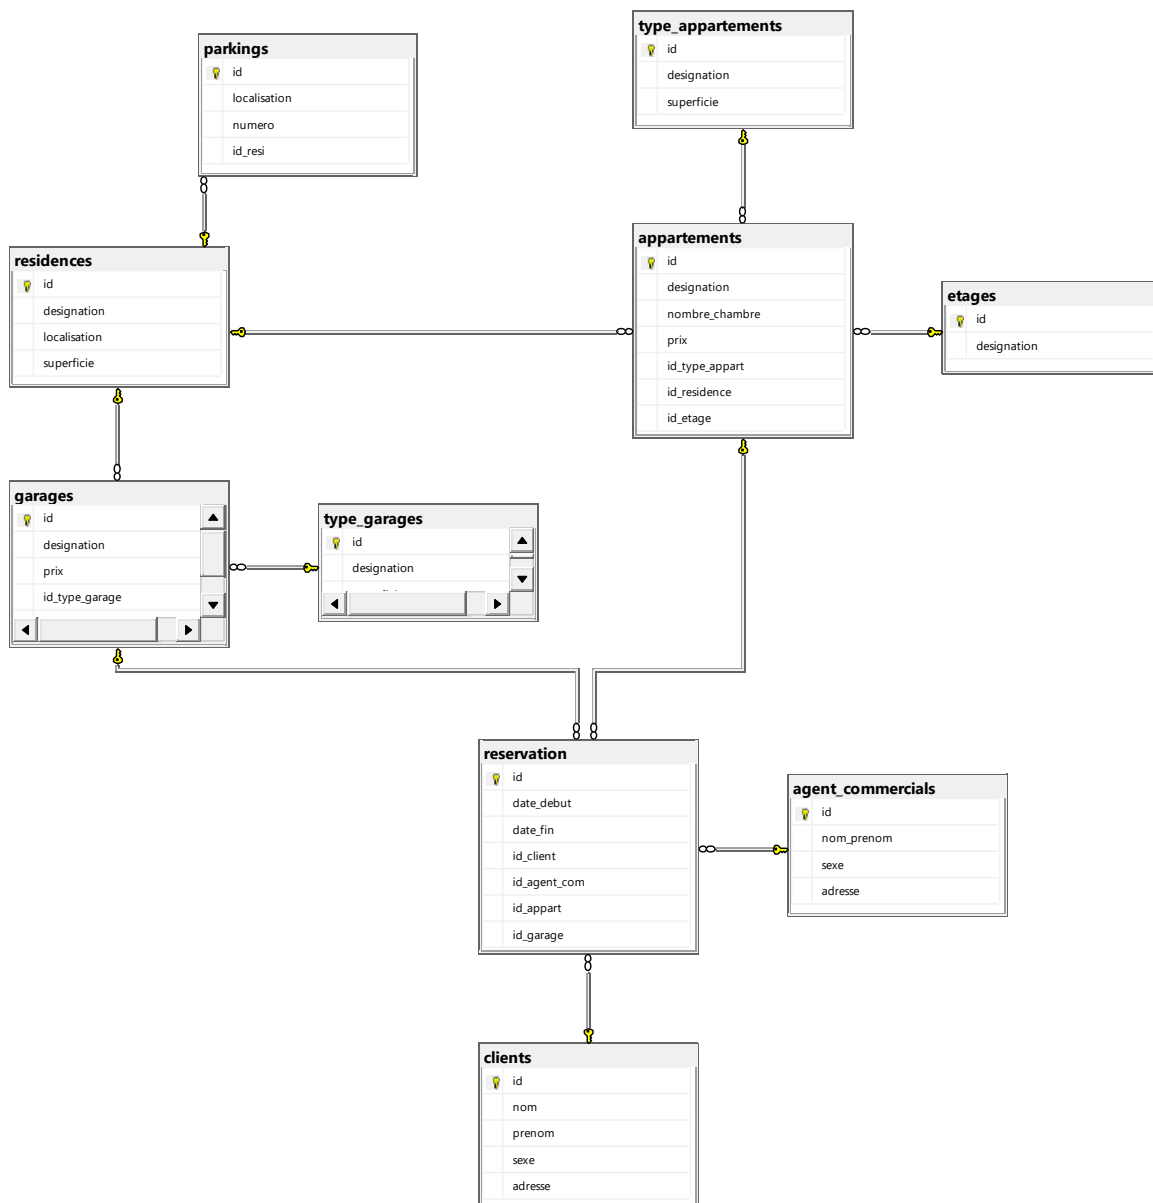 parkings
id
localisation
numero
id_resi
type_appartements
id
designation
superficie
residences
id
designation
localisation
superficie
appartements
id
designation
nombre_chambre
prix
id_type_appart
id_residence
id_etage
etages
id
designation
garages
id
designation
prix
id_type_garage
type_garages
id
designation
reservation
id
date_debut
date_fin
id_client
id_agent_com
id_appart
id_garage
agent_commercials
id
nom_prenom
sexe
adresse
clients
id
nom
prenom
sexe
adresse